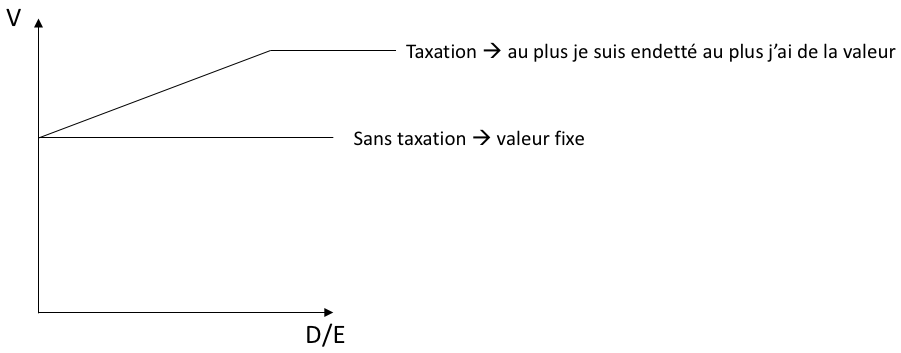 V
Taxation → au plus je suis endetté au plus j’ai de la valeur
Sans taxation → valeur fixe
D/E